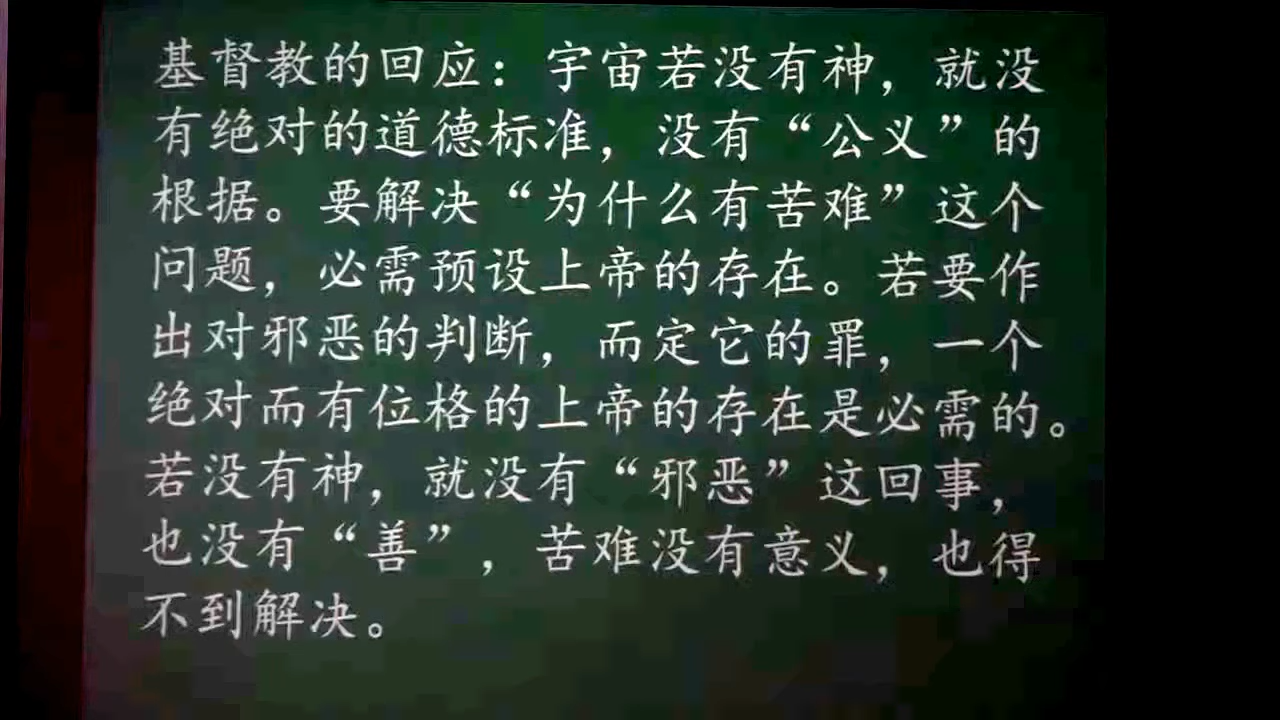 基督教的回应：宇宙若没有神，就没
有绝对的道德标准，没有“公义”的
根据。要解决“为什么有苦难”这个
问题，必需预设上帝的存在。若要作
出对邪恶的判断，而定它的罪，一个
绝对而有位格的上帝的存在是必需的。
若没有神，就没有“邪恶”这回事，
也没有“善”，苦难没有意义，也得
不到解决。